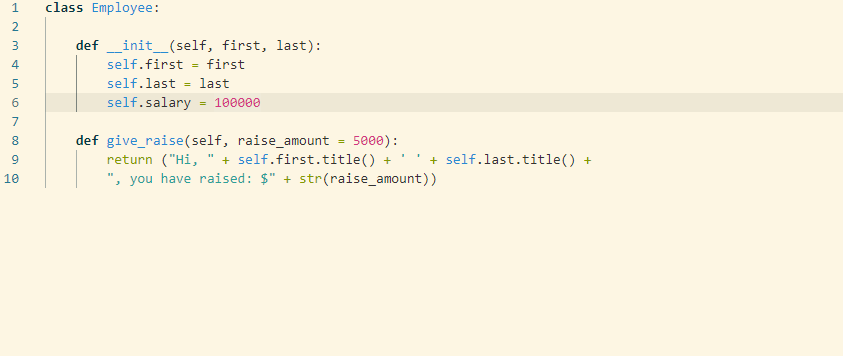 1 class Employee:
2
3     def __init__(self, first, last):
4         self.first = first
5         self.last = last
6         self.salary = 100000
7
8     def give_raise(self, raise_amount = 5000):
9         return ("Hi, " + self.first.title() + ' ' + self.last.title() +
10         ", you have raised: $" + str(raise_amount))